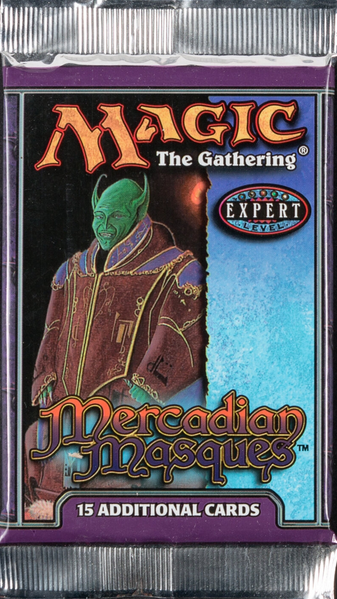 MAGIC
The Gathering®
EXPERT
LEVEL
Mercadian
Masques™
15 ADDITIONAL CARDS